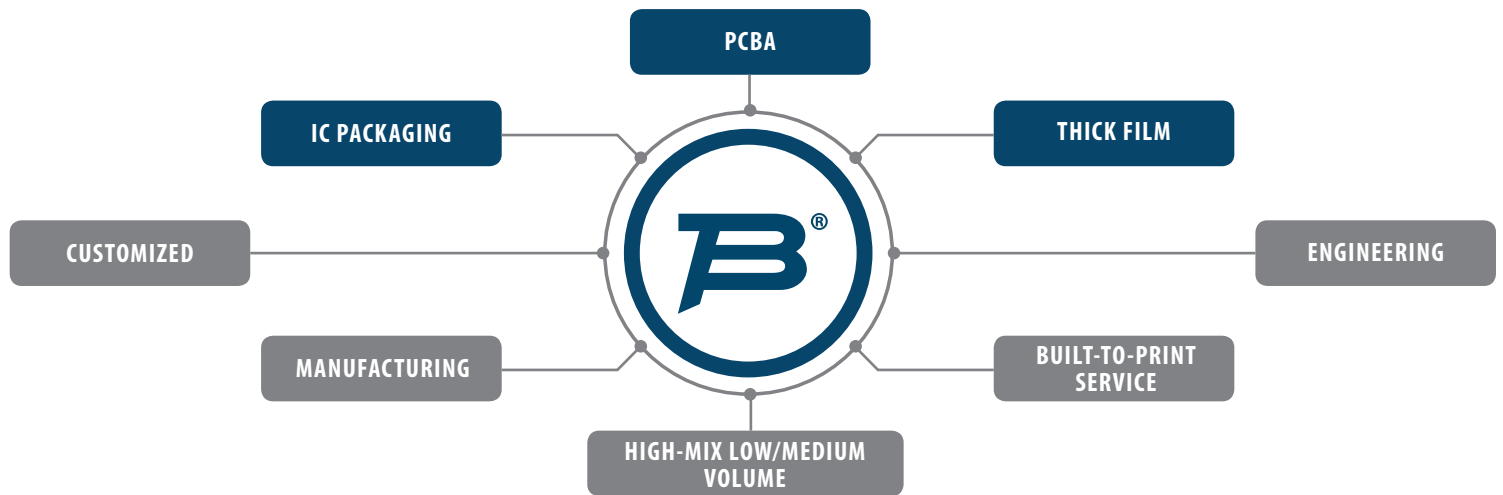 PCBA
IC PACKAGING
THICK FILM
B®
CUSTOMIZED
ENGINEERING
MANUFACTURING
BUILT-TO-PRINT
SERVICE
HIGH-MIX LOW/MEDIUM
VOLUME